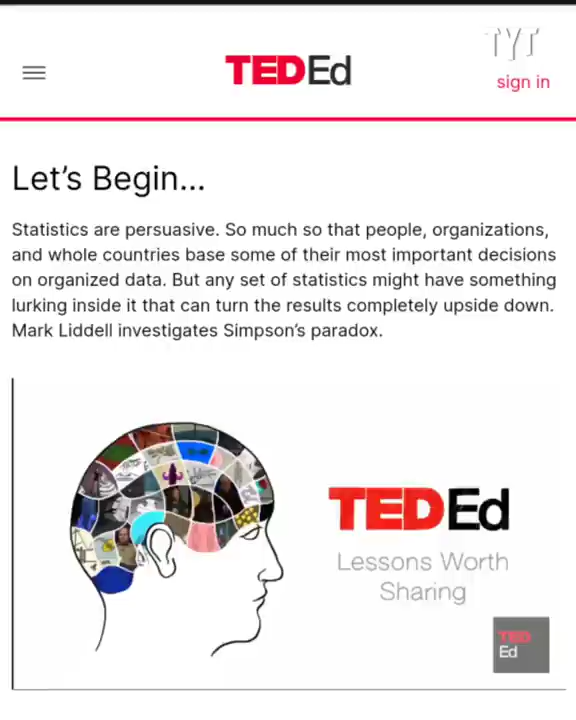 TYT
TEDEd
sign in
Let's Begin...
Statistics are persuasive. So much so that people, organizations,
and whole countries base some of their most important decisions
on organized data. But any set of statistics might have something
lurking inside it that can turn the results completely upside down.
Mark Liddell investigates Simpson's paradox.
TEDEd
Lessons Worth
Sharing
TED
Ed